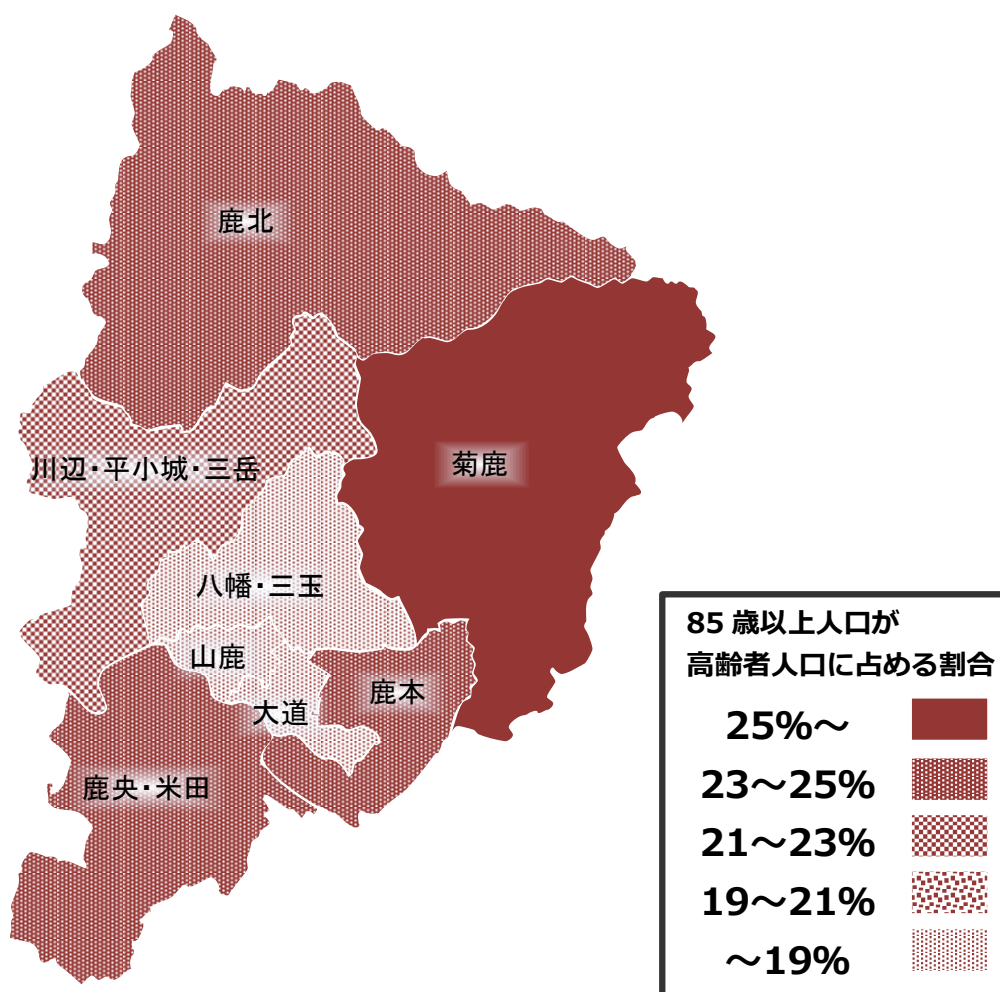 鹿北
川辺・平小城・三岳
菊鹿
八幡・三玉
山鹿
鹿本
大道
鹿央・米田
85 歳以上人口が
高齢者人口に占める割合
25%～
23～25%
21～23%
19～21%
～19%